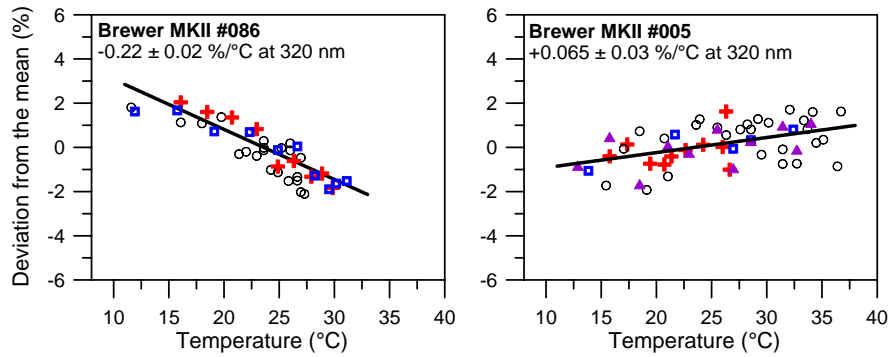 Deviation from the mean (%)
6
4
2
0
-2
-4
-6
Brewer MKII #086
-0.22 ± 0.02 %/°C at 320 nm
10 15 20 25 30 35 40
Temperature (°C)
6
4
2
0
-2
-4
-6
Brewer MKII #005
+0.065 ± 0.03 %/°C at 320 nm
10 15 20 25 30 35 40
Temperature (°C)